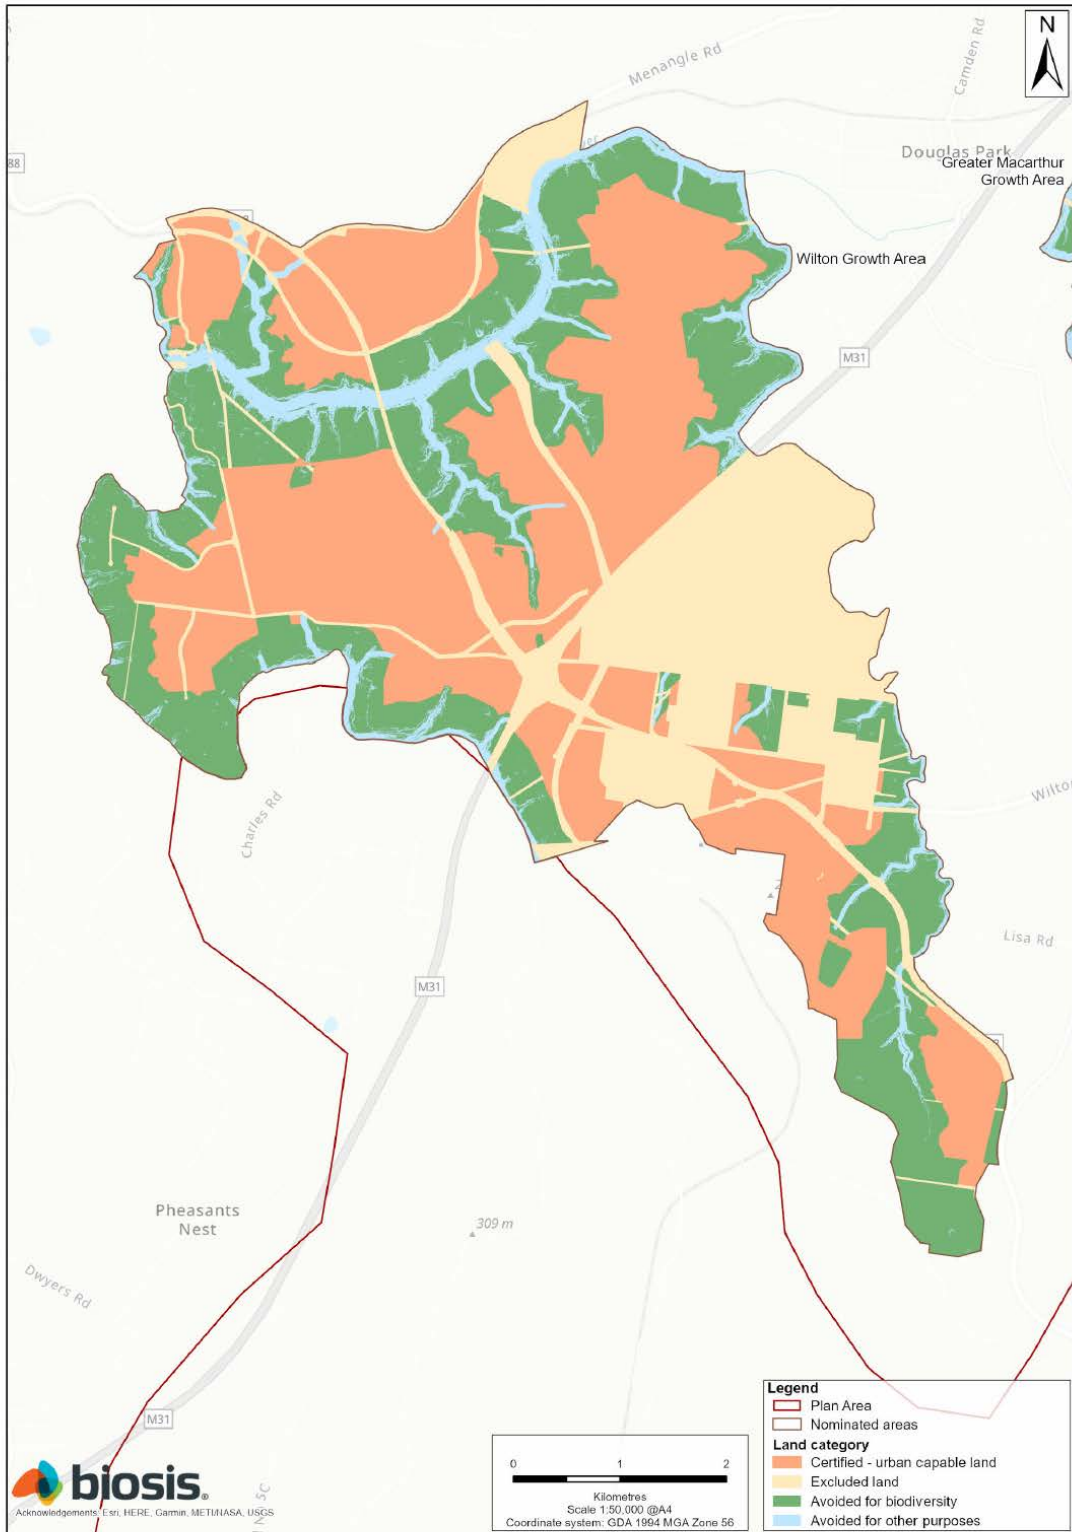 N
Menangle Rd
Camden Rd
Douglas Park
Greater Macarthur
Growth Area
88
Wilton Growth Area
M31
Charles Rd
Wilton
Lisa Rd
M31
Pheasants
Nest
309 m
Dwyers Rd
M31
biosis.
Acknowledgements: Esri, HERE, Garmin, METI/NASA, USGS
0 1 2
Kilometres
Scale 1:50,000 @A4
Coordinate system: GDA 1994 MGA Zone 56
Legend
Plan Area
Nominated areas
Land category
Certified - urban capable land
Excluded land
Avoided for biodiversity
Avoided for other purposes